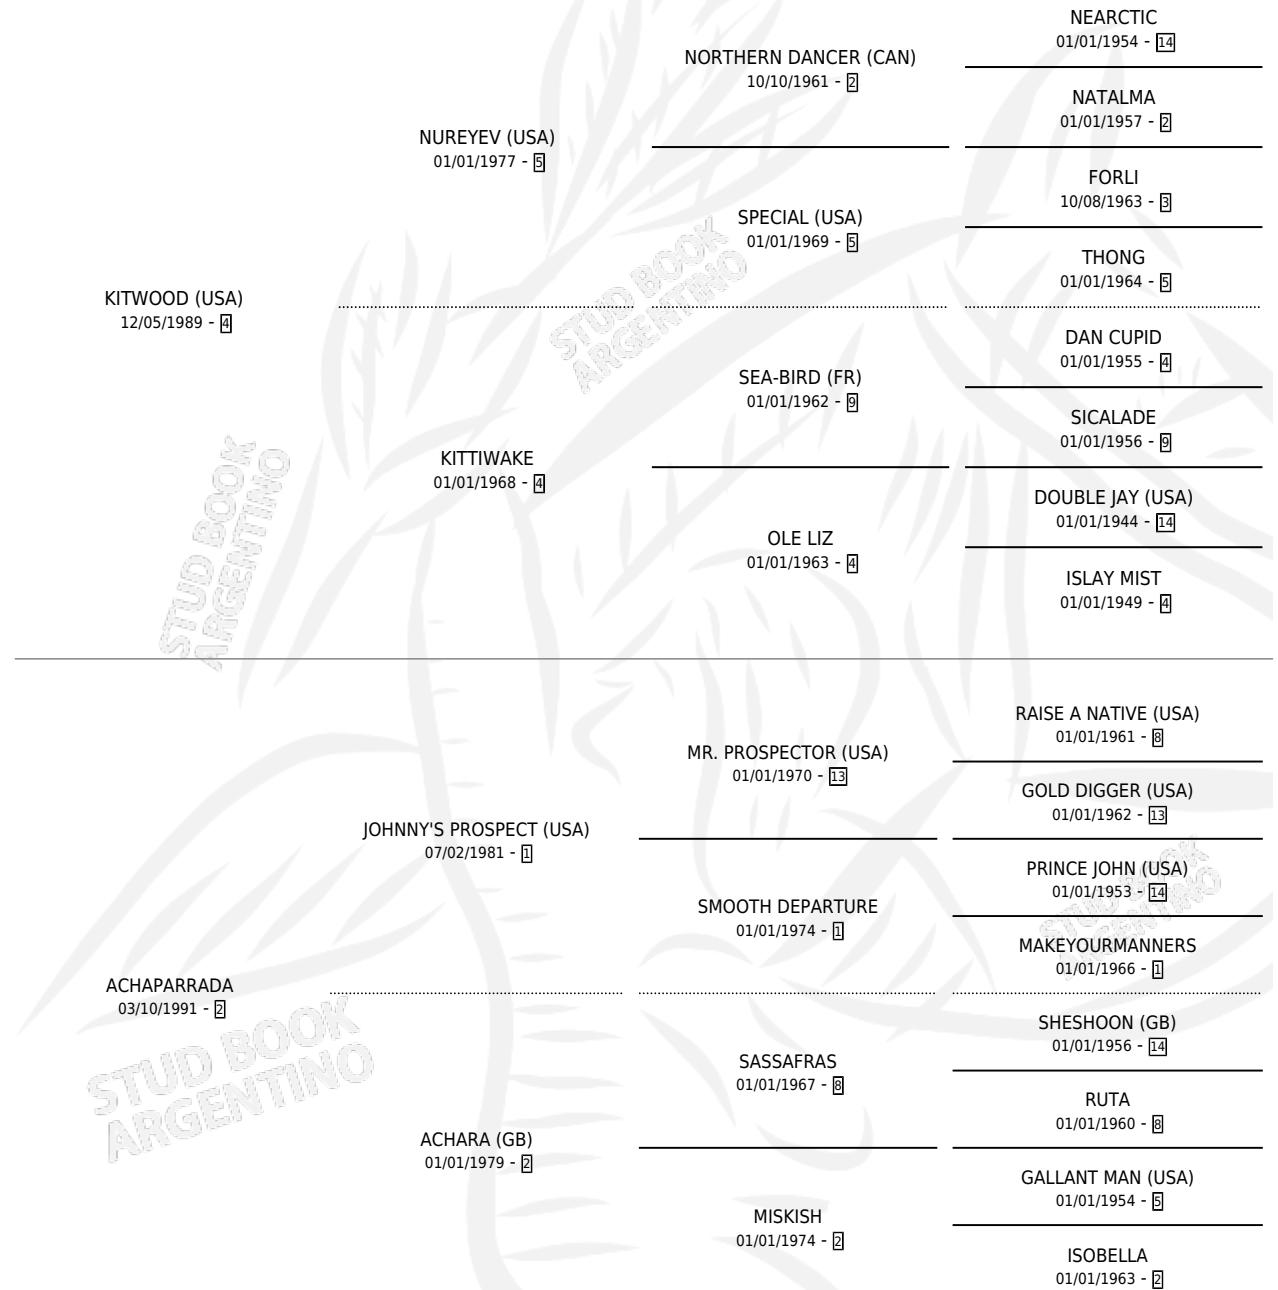 NEARCTIC
01/01/1954 - 14
NORTHERN DANCER (CAN)
10/10/1961 - 2
NATALMA
01/01/1957 - 2
NUREYEV (USA)
01/01/1977 - 5
FORLI
10/08/1963 - 3
SPECIAL (USA)
01/01/1969 - 5
THONG
01/01/1964 - 5
KITWOOD (USA)
12/05/1989 - 4
DAN CUPID
01/01/1955 - 4
SEA-BIRD (FR)
01/01/1962 - 9
SICALADE
01/01/1956 - 9
KITTIWAKE
01/01/1968 - 4
DOUBLE JAY (USA)
01/01/1944 - 14
OLE LIZ
01/01/1963 - 4
ISLAY MIST
01/01/1949 - 4
RAISE A NATIVE (USA)
01/01/1961 - 8
MR. PROSPECTOR (USA)
01/01/1970 - 13
GOLD DIGGER (USA)
01/01/1962 - 13
JOHNNY'S PROSPECT (USA)
07/02/1981 - 1
PRINCE JOHN (USA)
01/01/1953 - 14
SMOOTH DEPARTURE
01/01/1974 - 1
MAKEYOURMANNERS
01/01/1966 - 1
ACHAPARRADA
03/10/1991 - 2
SHESHOON (GB)
01/01/1956 - 14
SASSAFRAS
01/01/1967 - 8
RUTA
01/01/1960 - 8
ACHARA (GB)
01/01/1979 - 2
GALLANT MAN (USA)
01/01/1954 - 5
MISKISH
01/01/1974 - 2
ISOBELLA
01/01/1963 - 2
STUD BOOK
ARGENTINO
STUD BOOK
ARGENTINO
STUD BOOK
ARGENTINO
STUD BOOK
ARGENTINO